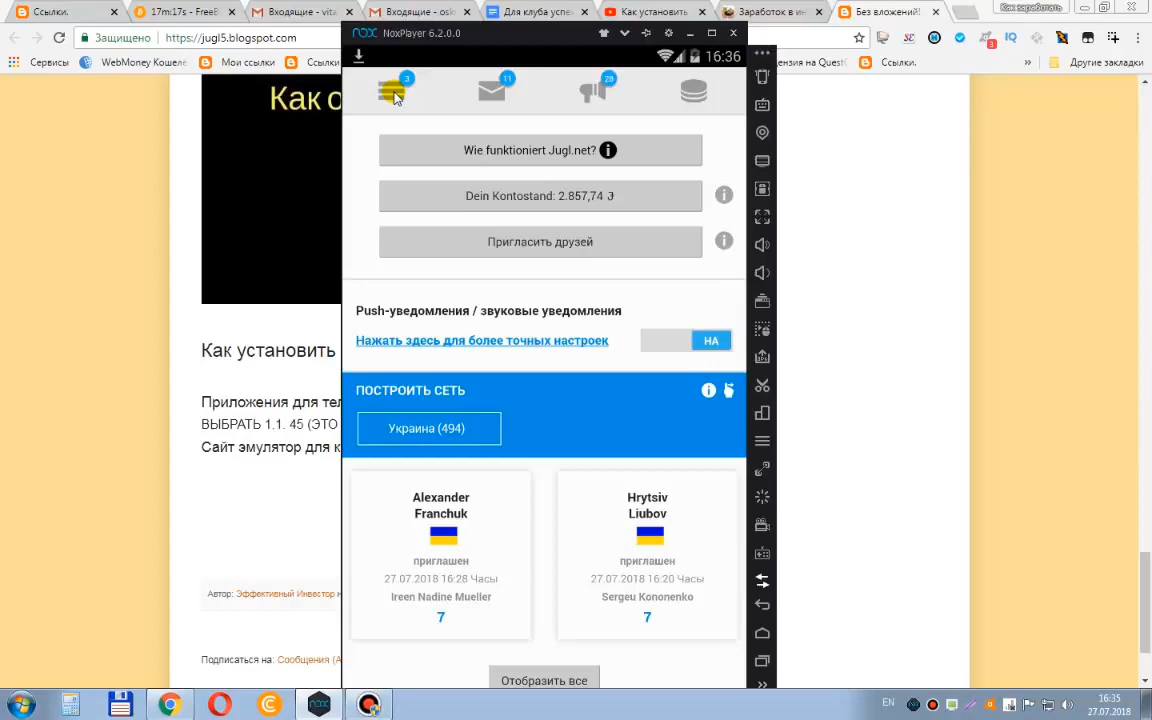 Ссылки.
17m:17s - FreeB
Входящие - vita
Входящие - osk
Для клуба успе
Как установить
Заработок в ин
Без вложений!
Как заработать
Защищено
https://jugl5.blogspot.com
Сервисы
WebMoney Кошеле
Мои ссылки
Ссылки
Ссылки.
Другие закладки
NoxPlayer 6.2.0.0
16:36
3
11
28
Как о
Wie funktioniert Jugl.net?
Dein Kontostand: 2.857,74
Пригласить друзей
Push-уведомления / звуковые уведомления
Нажать здесь для более точных настроек
НА
Как установить
ПОСТРОИТЬ СЕТЬ
Украина (494)
Приложения для тел
ВЫБРАТЬ 1.1. 45 (ЭТО
Сайт эмулятор для к
Alexander
Franchuk
приглашен
27.07.2018 16:28 Часы
Ireen Nadine Mueller
7
Hrytsiv
Liubov
приглашен
27.07.2018 16:20 Часы
Sergeu Kononenko
7
Автор: Эффективный Инвестор
Подписаться на: Сообщения (А
Отобразить все
EN
16:35
27.07.2018